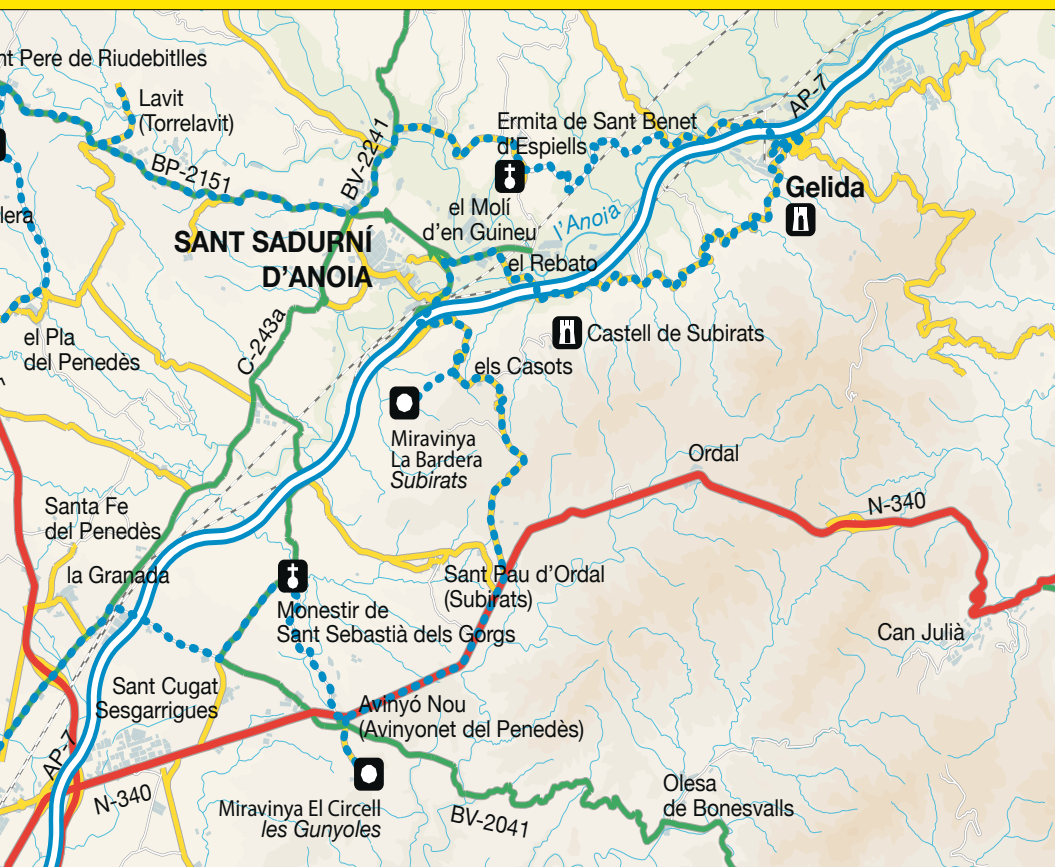 nt Pere de Riudebitlles
Lavit
(Torrelavit)
BP-2151
BV-2241
Ermita de Sant Benet
d'Espiells
AP-7
Gelida
lera
SANT SADURNÍ
D'ANOIA
el Molí
d'en Guineu
l'Anoia
el Rebato
el Pla
del Penedès
C-243a
Castell de Subirats
els Casots
Miravinya
La Bardera
Subirats
Ordal
N-340
Santa Fe
del Penedès
la Granada
Sant Pau d'Ordal
(Subirats)
Monestir de
Sant Sebastià dels Gorgs
Can Julià
Sant Cugat
Sesgarrigues
Avinyó Nou
(Avinyonet del Penedès)
AP-7
N-340
Miravinya El Circell
les Gunyoles
BV-2041
Olesa
de Bonesvalls